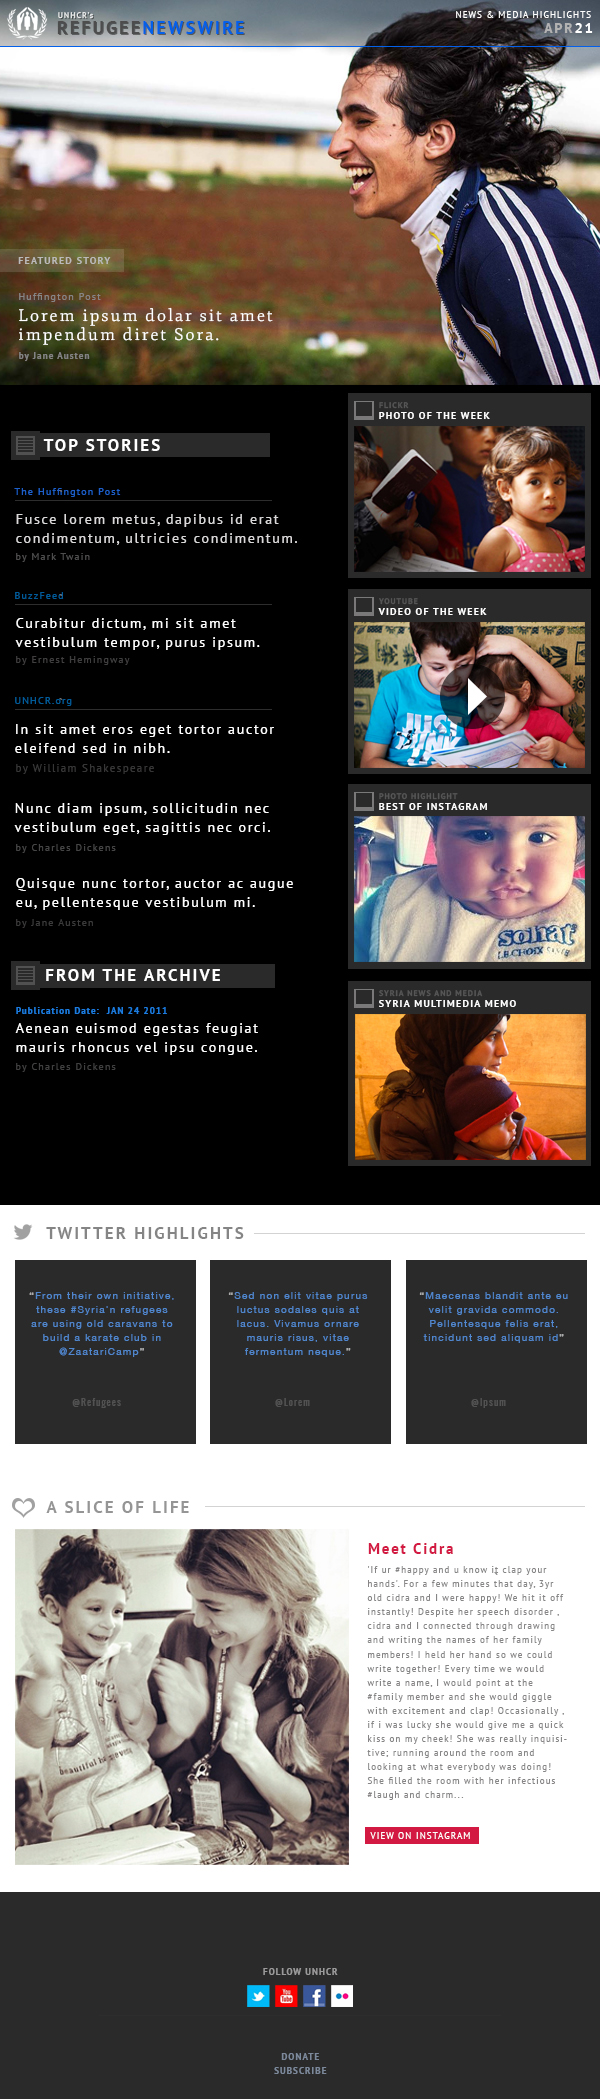 UNHCR's
REFUGEENEWSWIRE
NEWS & MEDIA HIGHLIGHTS
APR21
FEATURED STORY
Huffington Post
Lorem ipsum dolar sit amet
impendum diret Sora.
by Jane Austen
TOP STORIES
The Huffington Post
Fusce lorem metus, dapibus id erat
condimentum, ultricies condimentum.
by Mark Twain
BuzzFeed
Curabitur dictum, mi sit amet
vestibulum tempor, purus ipsum.
by Ernest Hemingway
UNHCR.org
In sit amet eros eget tortor auctor
eleifend sed in nibh.
by William Shakespeare
Nunc diam ipsum, sollicitudin nec
vestibulum eget, sagittis nec orci.
by Charles Dickens
Quisque nunc tortor, auctor ac augue
eu, pellentesque vestibulum mi.
by Jane Austen
FROM THE ARCHIVE
Publication Date: JAN 24 2011
Aenean euismod egestas feugiat
mauris rhoncus vel ipsu congue.
by Charles Dickens
FLICKR
PHOTO OF THE WEEK
YOUTUBE
VIDEO OF THE WEEK
JUST
PHOTO HIGHLIGHT
BEST OF INSTAGRAM
solhat
LE CHOIX
SYRIA NEWS AND MEDIA
SYRIA MULTIMEDIA MEMO
TWITTER HIGHLIGHTS
"From their own initiative,
these #Syria'n refugees
are using old caravans to
build a karate club in
@ZaatariCamp"
@Refugees
"Sed non elit vitae purus
luctus sodales quis at
lacus. Vivamus ornare
mauris risus, vitae
fermentum neque."
@Lorem
"Maecenas blandit ante eu
velit gravida commodo.
Pellentesque felis erat,
tincidunt sed aliquam id"
@Ipsum
A SLICE OF LIFE
beautiful
Meet Cidra
'If ur #happy and u know it; clap your
hands'. For a few minutes that day, 3yr
old cidra and I were happy! We hit it off
instantly! Despite her speech disorder ,
cidra and I connected through drawing
and writing the names of her family
members! I held her hand so we could
write together! Every time we would
write a name, I would point at the
#family member and she would giggle
with excitement and clap! Occasionally ,
if i was lucky she would give me a quick
kiss on my cheek! She was really inquisi-
tive; running around the room and
looking at what everybody was doing!
She filled the room with her infectious
#laugh and charm...
VIEW ON INSTAGRAM
FOLLOW UNHCR
You Tube
DONATE
SUBSCRIBE